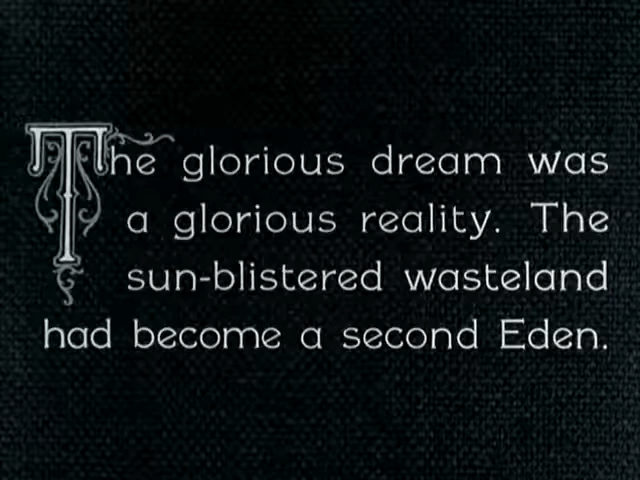 The glorious dream was
a glorious reality. The
sun-blistered wasteland
had become a second Eden.